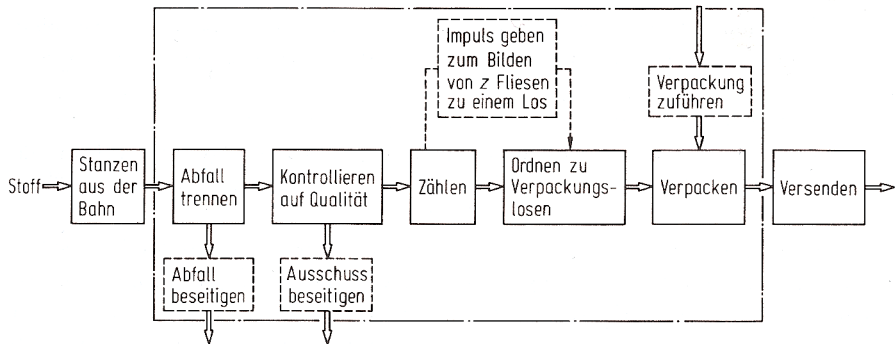 Impuls geben
zum Bilden
von z Fliesen
zu einem Los
Verpackung
zuführen
Stoff
Stanzen
aus der
Bahn
Abfall
trennen
Kontrollieren
auf Qualität
Zählen
Ordnen zu
Verpackungs-
losen
Verpacken
Versenden
Abfall
beseitigen
Ausschuss
beseitigen